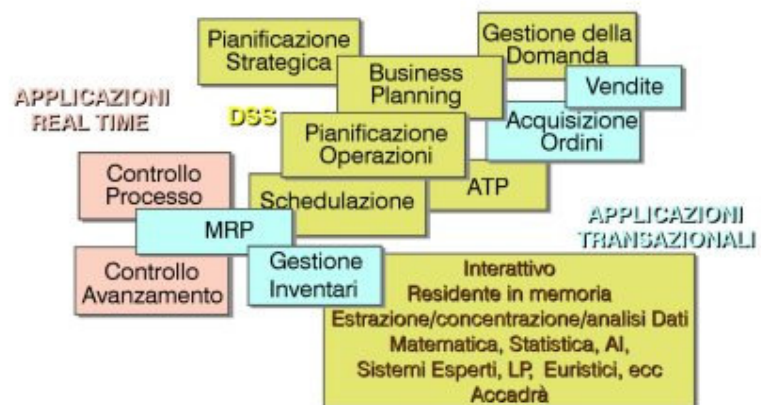 Pianificazione
Strategica
Gestione della
Domanda
Business
Planning
Vendite
APPLICAZIONI
REAL TIME
DSS
Pianificazione
Operazioni
Acquisizione
Ordini
Controllo
Processo
Schedulazione
ATP
MRP
APPLICAZIONI
TRANSAZIONALI
Controllo
Avanzamento
Gestione
Inventari
Interattivo
Residente in memoria
Estrazione/concentrazione/analisi Dati
Matematica, Statistica, AI,
Sistemi Esperti, LP, Euristici, ecc
Accadrà